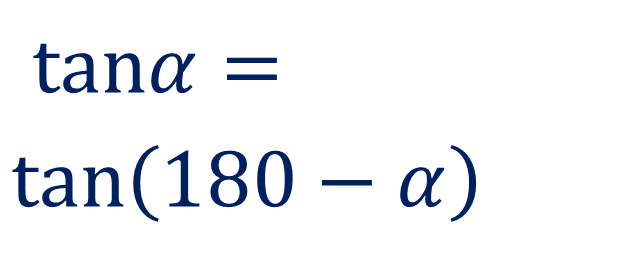 tan𝛼 =
tan(180 − 𝛼)